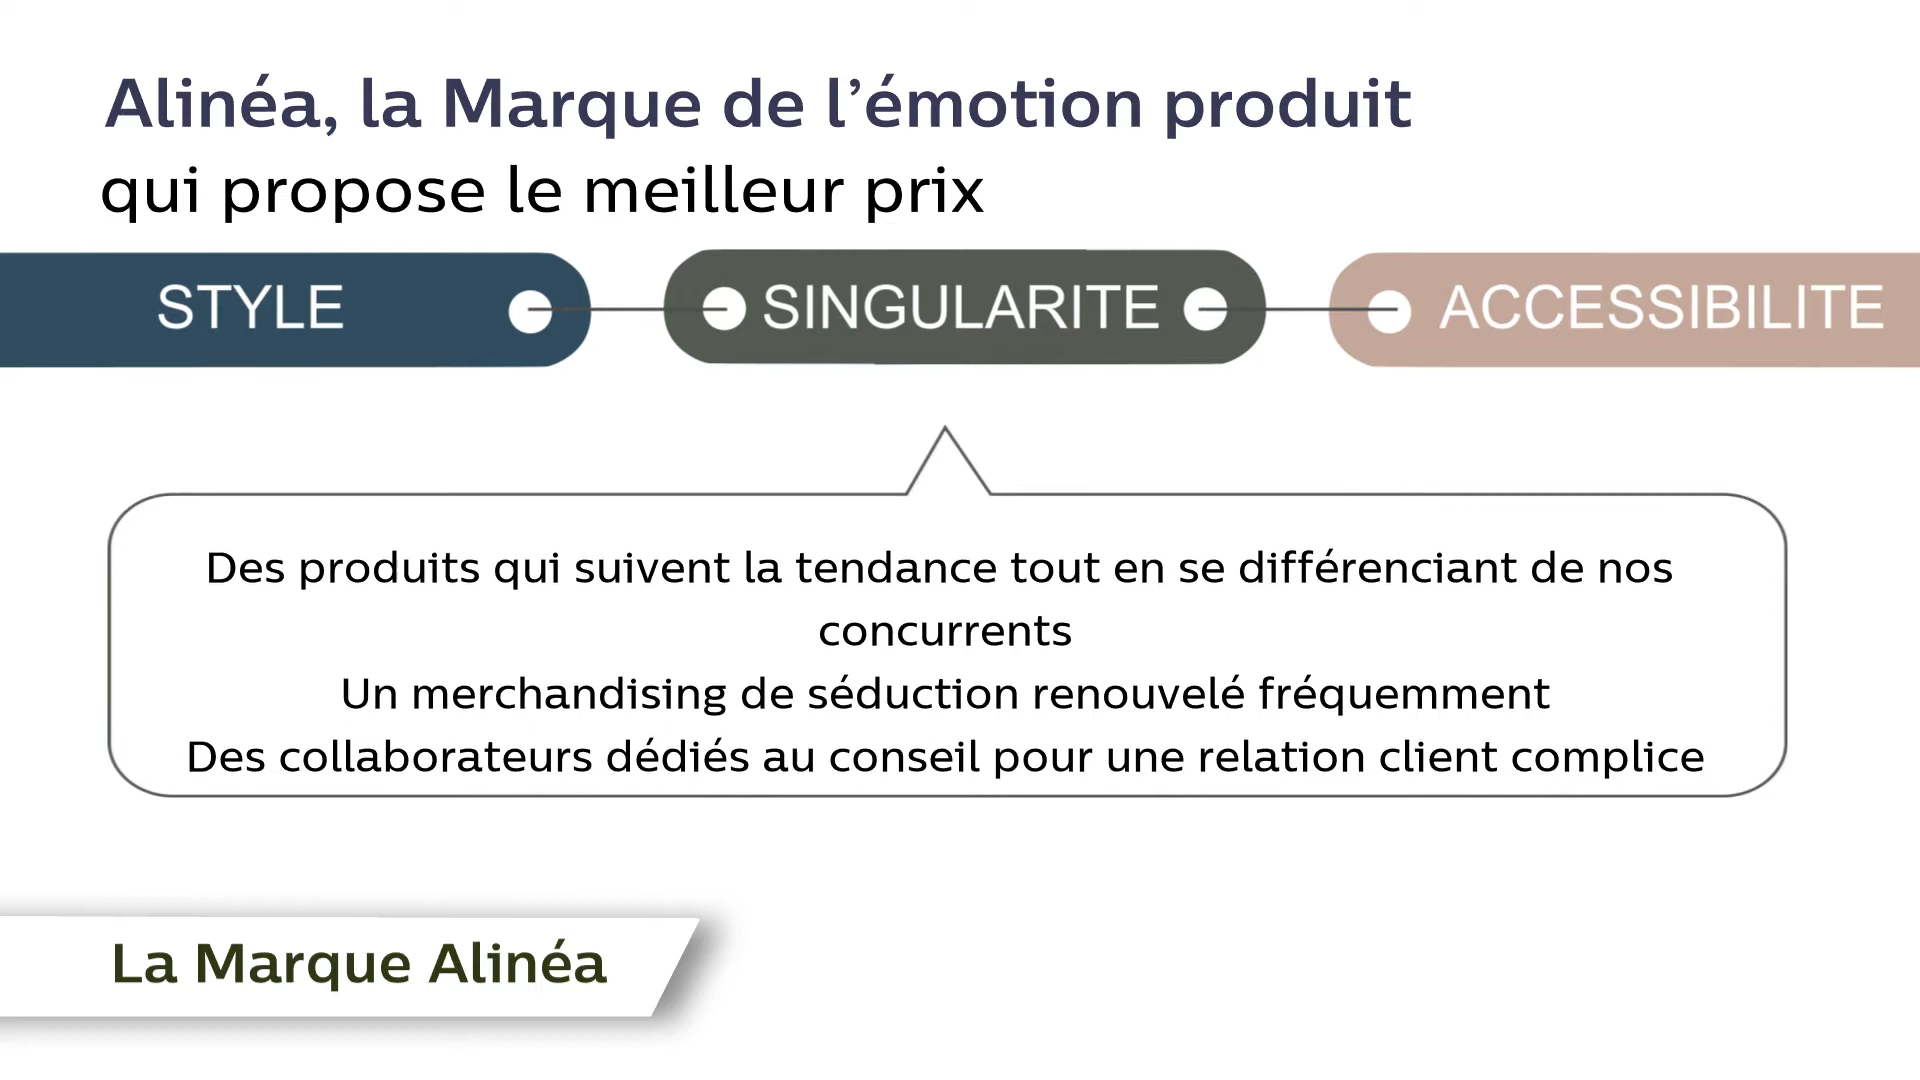 Alinéa, la Marque de l’émotion produit
qui propose le meilleur prix
STYLE
SINGULARITE
ACCESSIBILITE
Des produits qui suivent la tendance tout en se différenciant de nos
concurrents
Un merchandising de séduction renouvelé fréquemment
Des collaborateurs dédiés au conseil pour une relation client complice
La Marque Alinéa